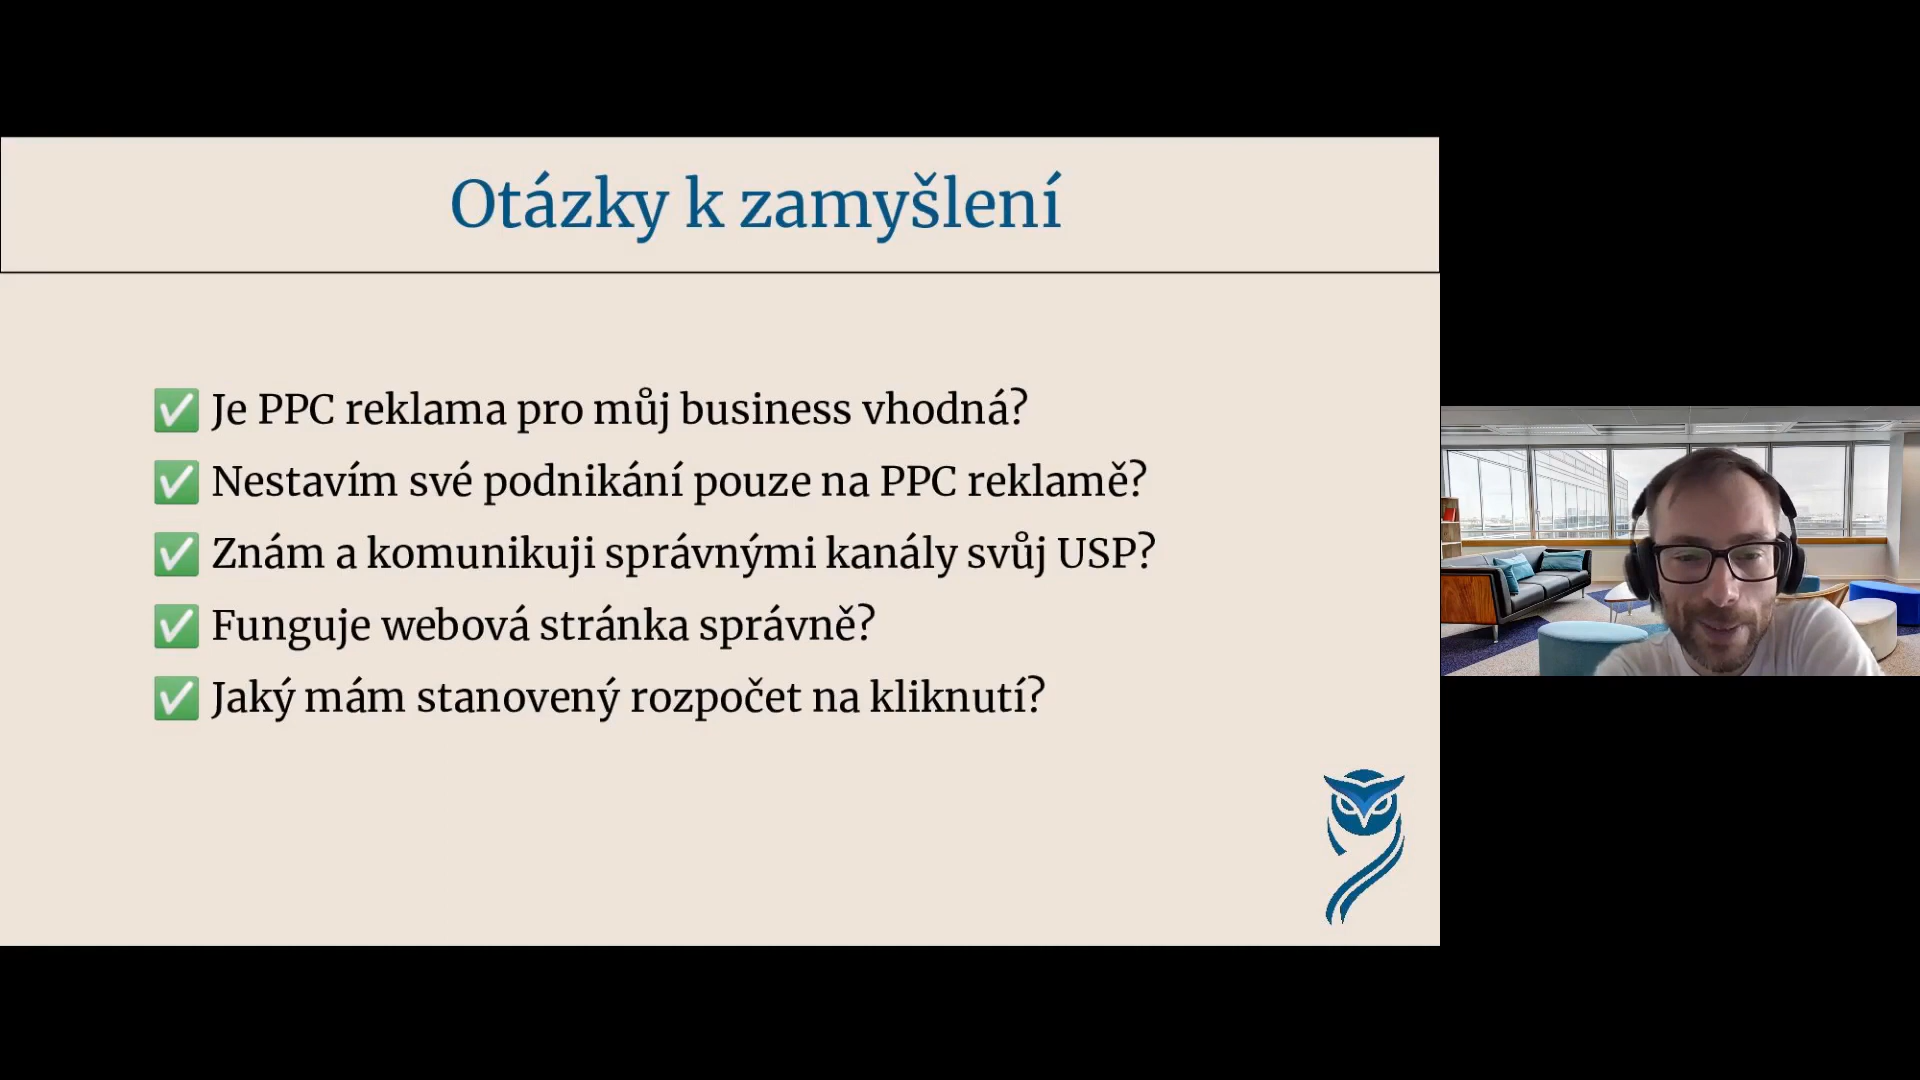 Otázky k zamyšlení
✅ Je PPC reklama pro můj business vhodná?
✅ Nestavím své podnikání pouze na PPC reklamě?
✅ Znám a komunikuji správnými kanály svůj USP?
✅ Funguje webová stránka správně?
✅ Jaký mám stanovený rozpočet na kliknutí?